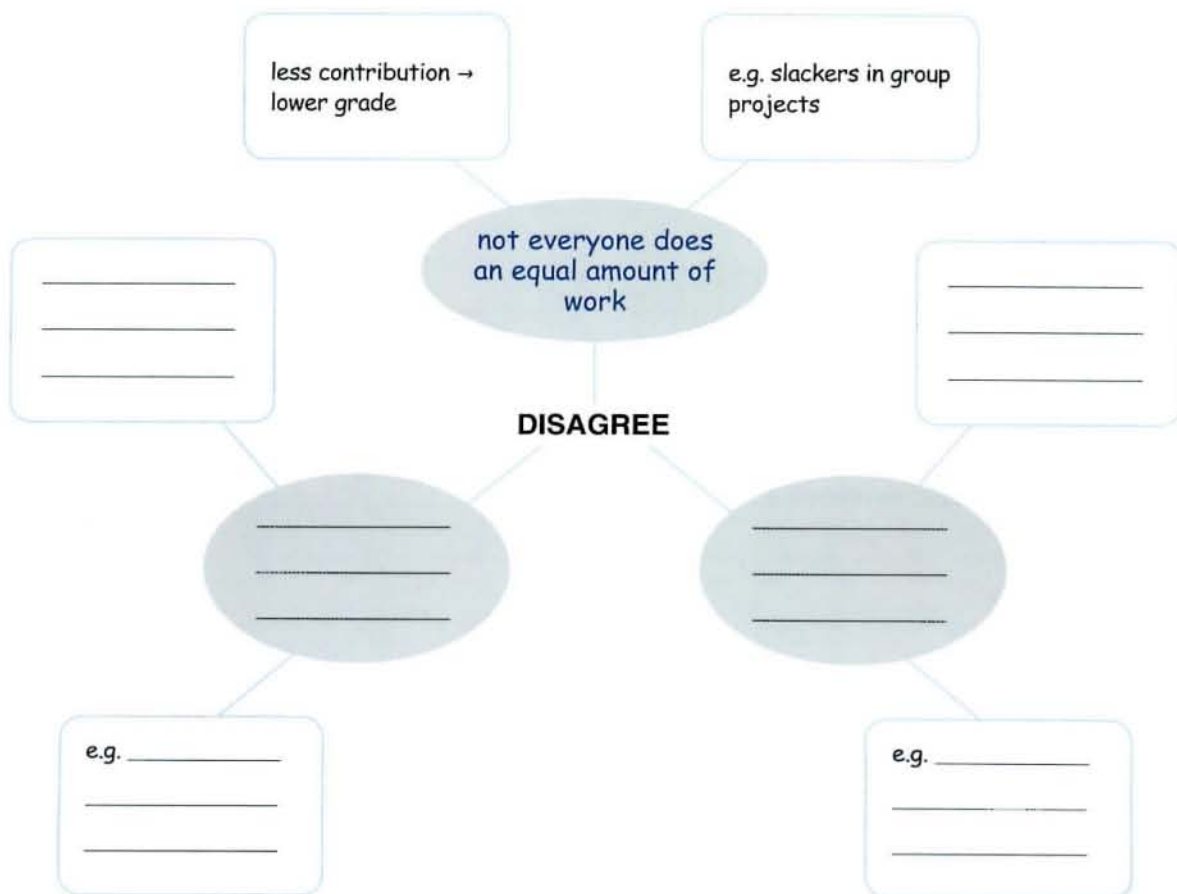 less contribution →
lower grade
e.g. slackers in group
projects
not everyone does
an equal amount of
work
DISAGREE
e.g.
e.g.